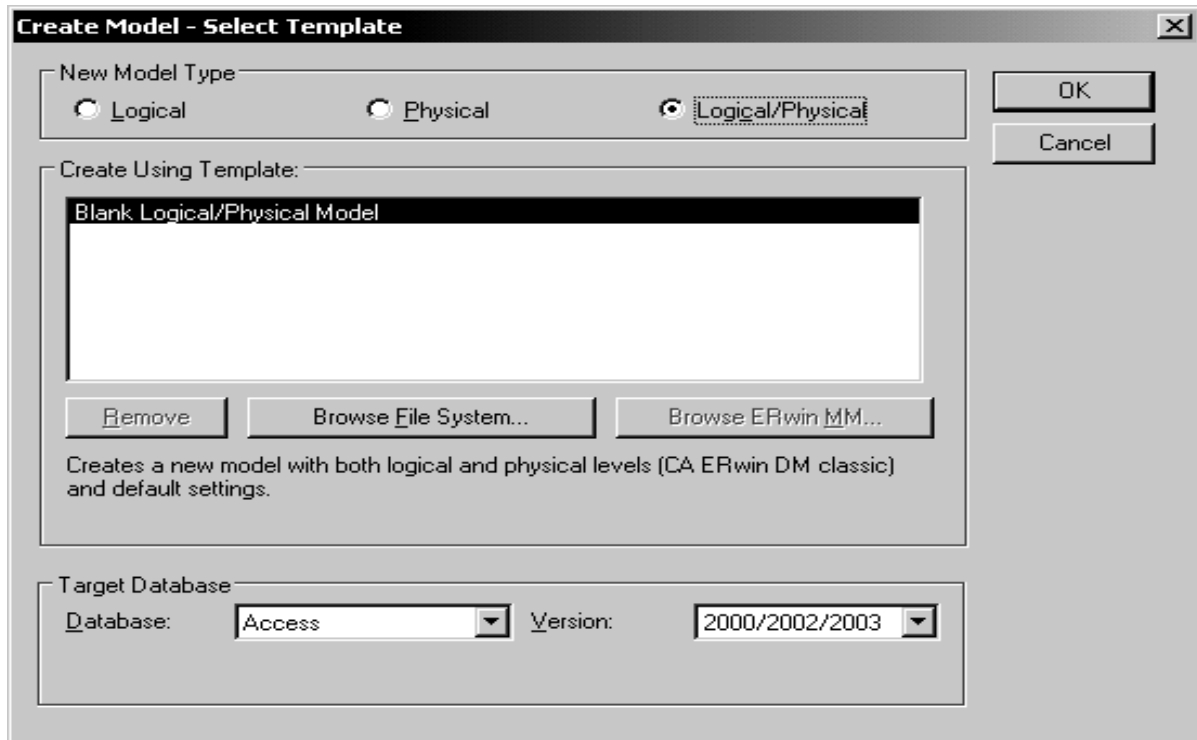 Create Model - Select Template
New Model Type
Logical
Physical
Logical/Physical
OK
Cancel
Create Using Template:
Blank Logical/Physical Model
Remove
Browse File System...
Browse ERwin MM...
Creates a new model with both logical and physical levels (CA ERwin DM classic)
and default settings.
Target Database
Database:
Access
Version:
2000/2002/2003